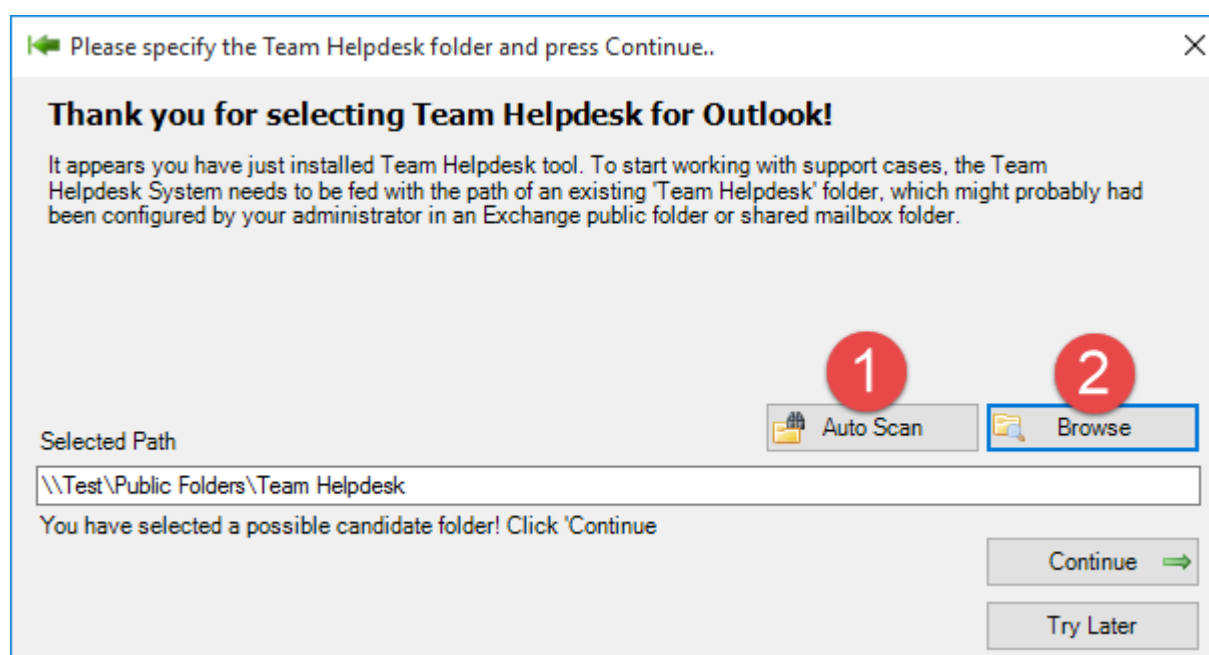 Please specify the Team Helpdesk folder and press Continue..
Thank you for selecting Team Helpdesk for Outlook!
It appears you have just installed Team Helpdesk tool. To start working with support cases, the Team
Helpdesk System needs to be fed with the path of an existing 'Team Helpdesk' folder, which might probably had
been configured by your administrator in an Exchange public folder or shared mailbox folder.
1
2
Auto Scan
Browse
Selected Path
\\Test\Public Folders\Team Helpdesk
You have selected a possible candidate folder! Click 'Continue
Continue
Try Later